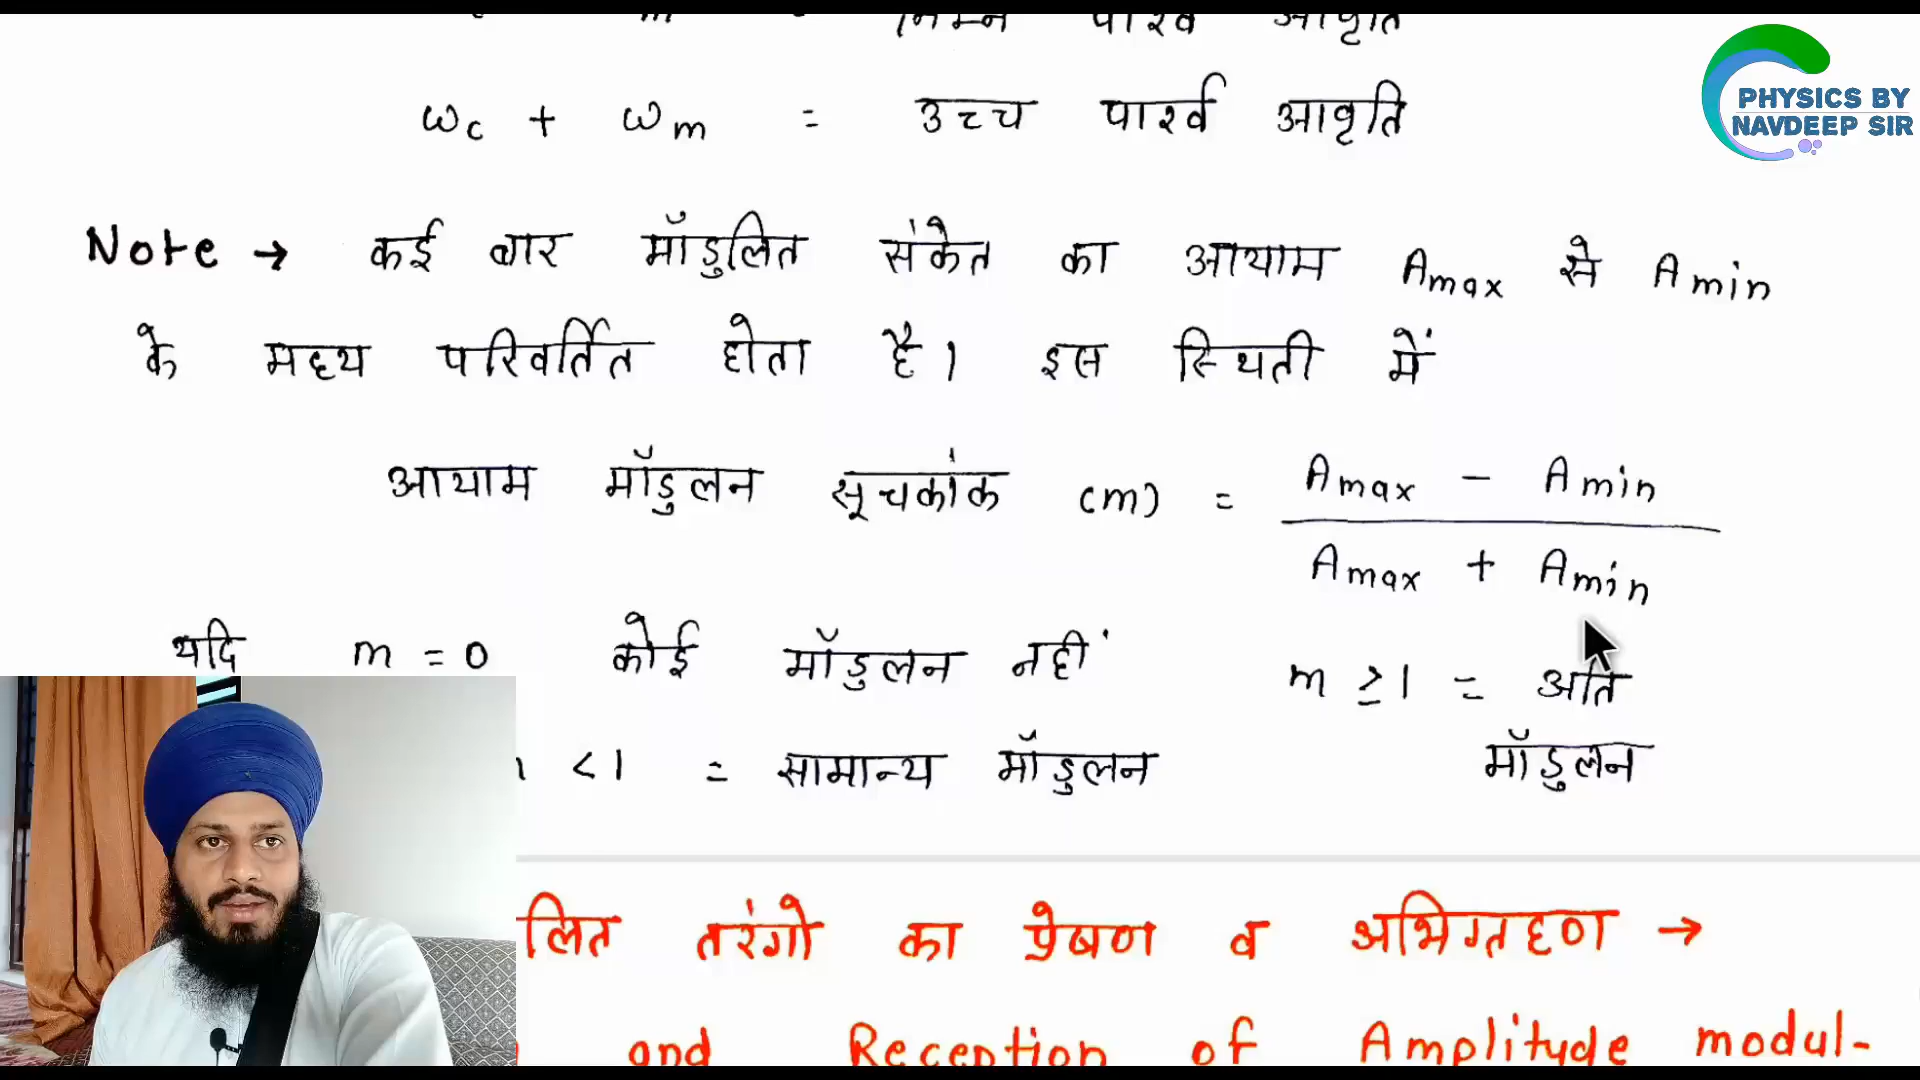 निम्न पार्श्व आवृति
ωc + ωm = उच्च पार्श्व आवृति
PHYSICS BY
NAVDEEP SIR
Note → कई बार मॉडुलित संकेत का आयाम Amax से Amin
के मध्य परिवर्तित होता है। इस स्थिती में
आयाम मॉडुलन सूचकांक (m) = Amax - Amin
Amax + Amin
यदि m = 0 कोई मॉडुलन नहीं
m ≥ 1 = अति
< 1 = सामान्य मॉडुलन
मॉडुलन
लित तरंगो का प्रेषण व अभिग्रहण →
and Reception of Amplitude modul-